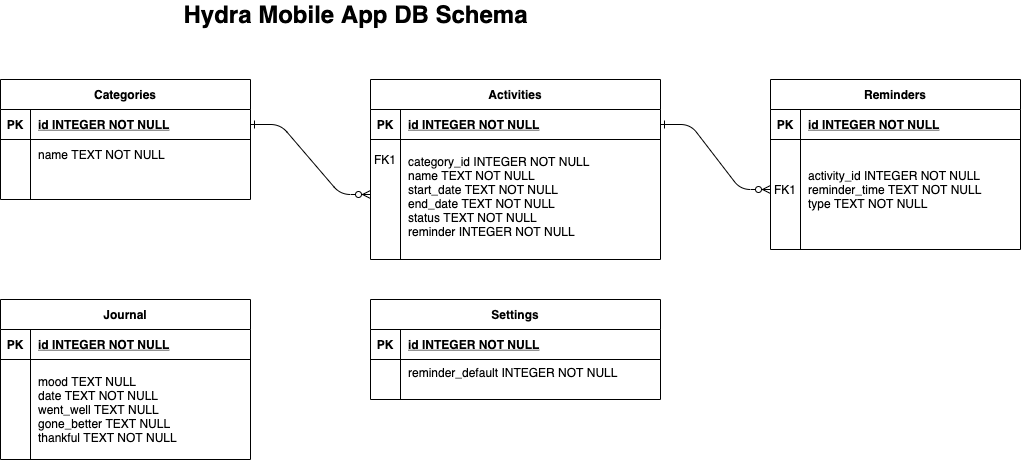 Hydra Mobile App DB Schema
Categories
PK id INTEGER NOT NULL
name TEXT NOT NULL
Activities
PK id INTEGER NOT NULL
FK1 category_id INTEGER NOT NULL
name TEXT NOT NULL
start_date TEXT NOT NULL
end_date TEXT NOT NULL
status TEXT NOT NULL
reminder INTEGER NOT NULL
Reminders
PK id INTEGER NOT NULL
activity_id INTEGER NOT NULL
FK1 reminder_time TEXT NOT NULL
type TEXT NOT NULL
Journal
PK id INTEGER NOT NULL
mood TEXT NULL
date TEXT NOT NULL
went_well TEXT NULL
gone_better TEXT NULL
thankful TEXT NOT NULL
Settings
PK id INTEGER NOT NULL
reminder_default INTEGER NOT NULL